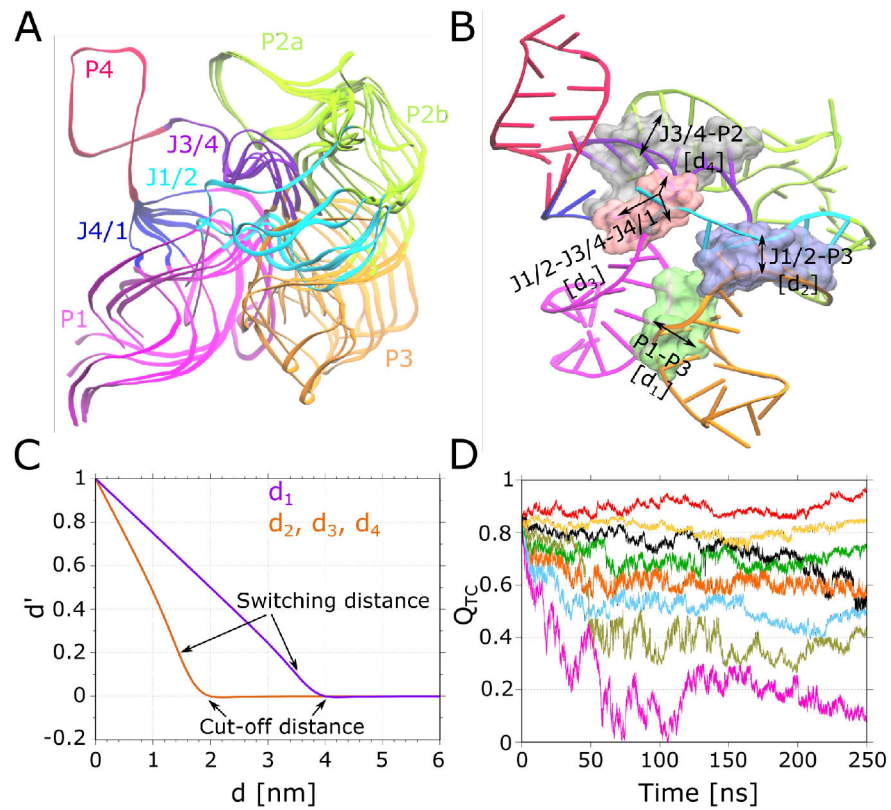 A
P2a
P4
P2b
J3/4
J1/2
J4/1
P1
P3
B
J3/4-P2
[d₄]
J1/2-J3/4-J4/1
[d₃]
J1/2-P3
[d₂]
P1-P3
[d₁]
C
1
0.8
0.6
0.4
0.2
0
-0.2
d'
d₁
d₂, d₃, d₄
Switching distance
Cut-off distance
0 1 2 3 4 5 6
d [nm]
D
1
0.8
0.6
0.4
0.2
0
Q_TC
0 50 100 150 200 250
Time [ns]